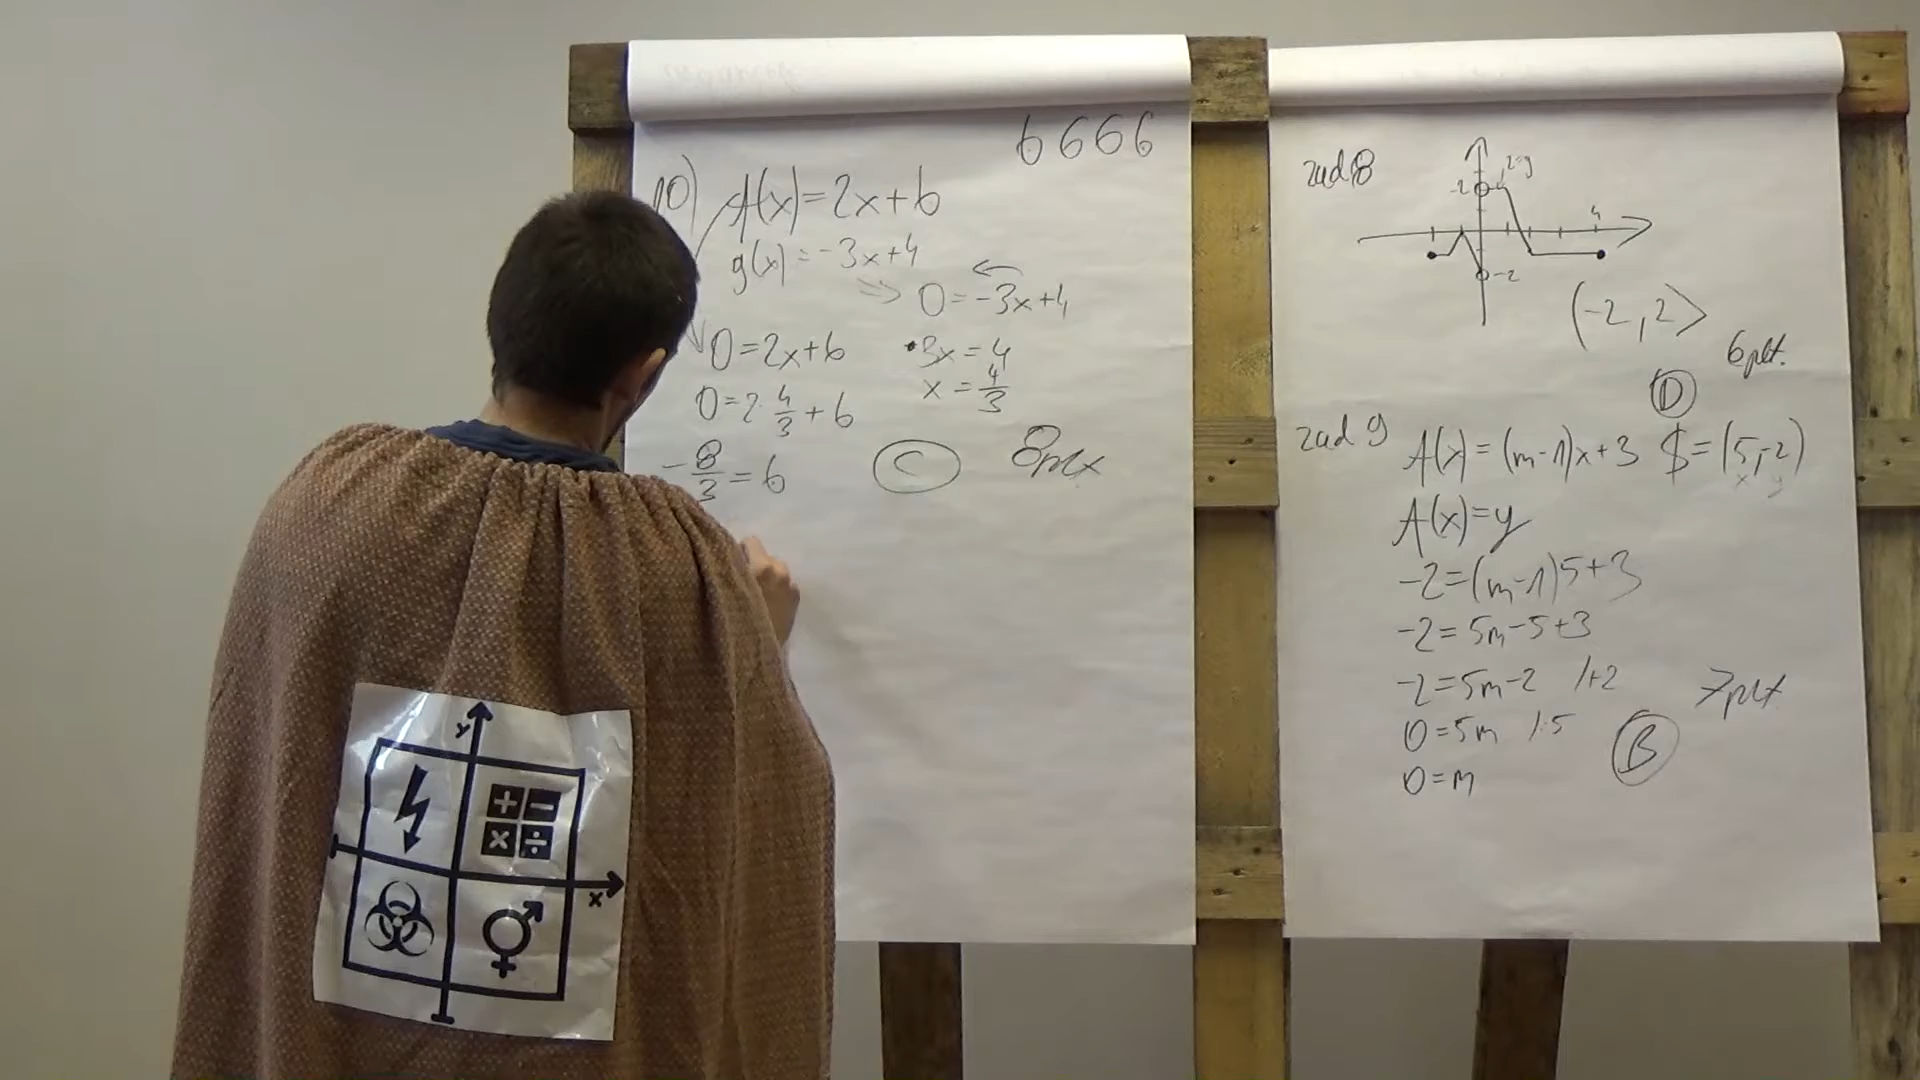 6666
10) f(x)=2x+6
g(x)=-3x+4
0=-3x+4
0=2x+6
3x=4
x=4/3
0=2·4/3+6
-8/3=6
C
8pkt
zad 8
-2
4
(-2,2>
6pkt.
D
zad 9
f(x)=(m-1)x+3 S=(5,-2)
x y
f(x)=y
-2=(m-1)5+3
-2=5m-5+3
-2=5m-2 /+2
0=5m /:5
0=m
B
7pkt
y
+ -
× ÷
x